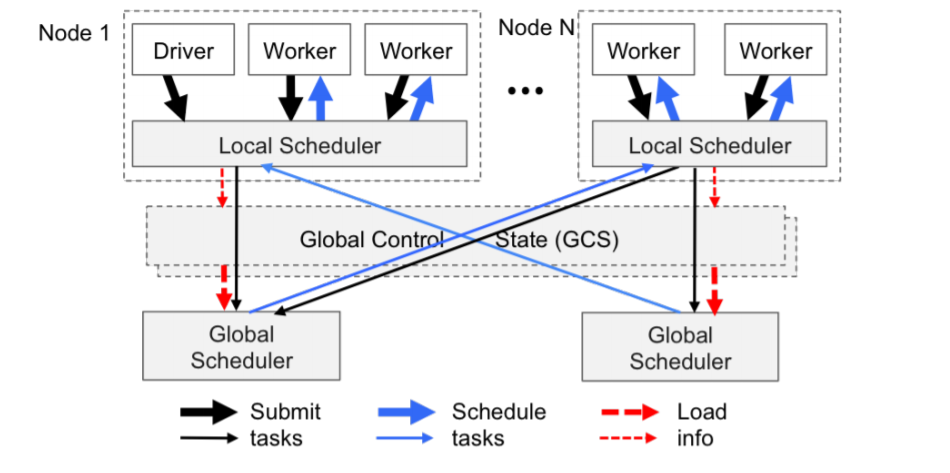 Node 1
Driver
Worker
Worker
Local Scheduler
...
Node N
Worker
Worker
Local Scheduler
Global Control State (GCS)
Global
Scheduler
Global
Scheduler
Submit
tasks
Schedule
tasks
Load
info